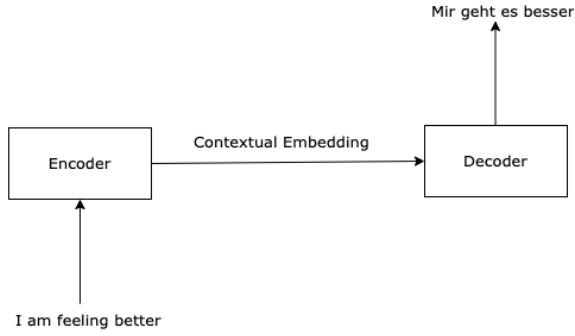 Mir geht es besser
Contextual Embedding
Encoder
Decoder
I am feeling better